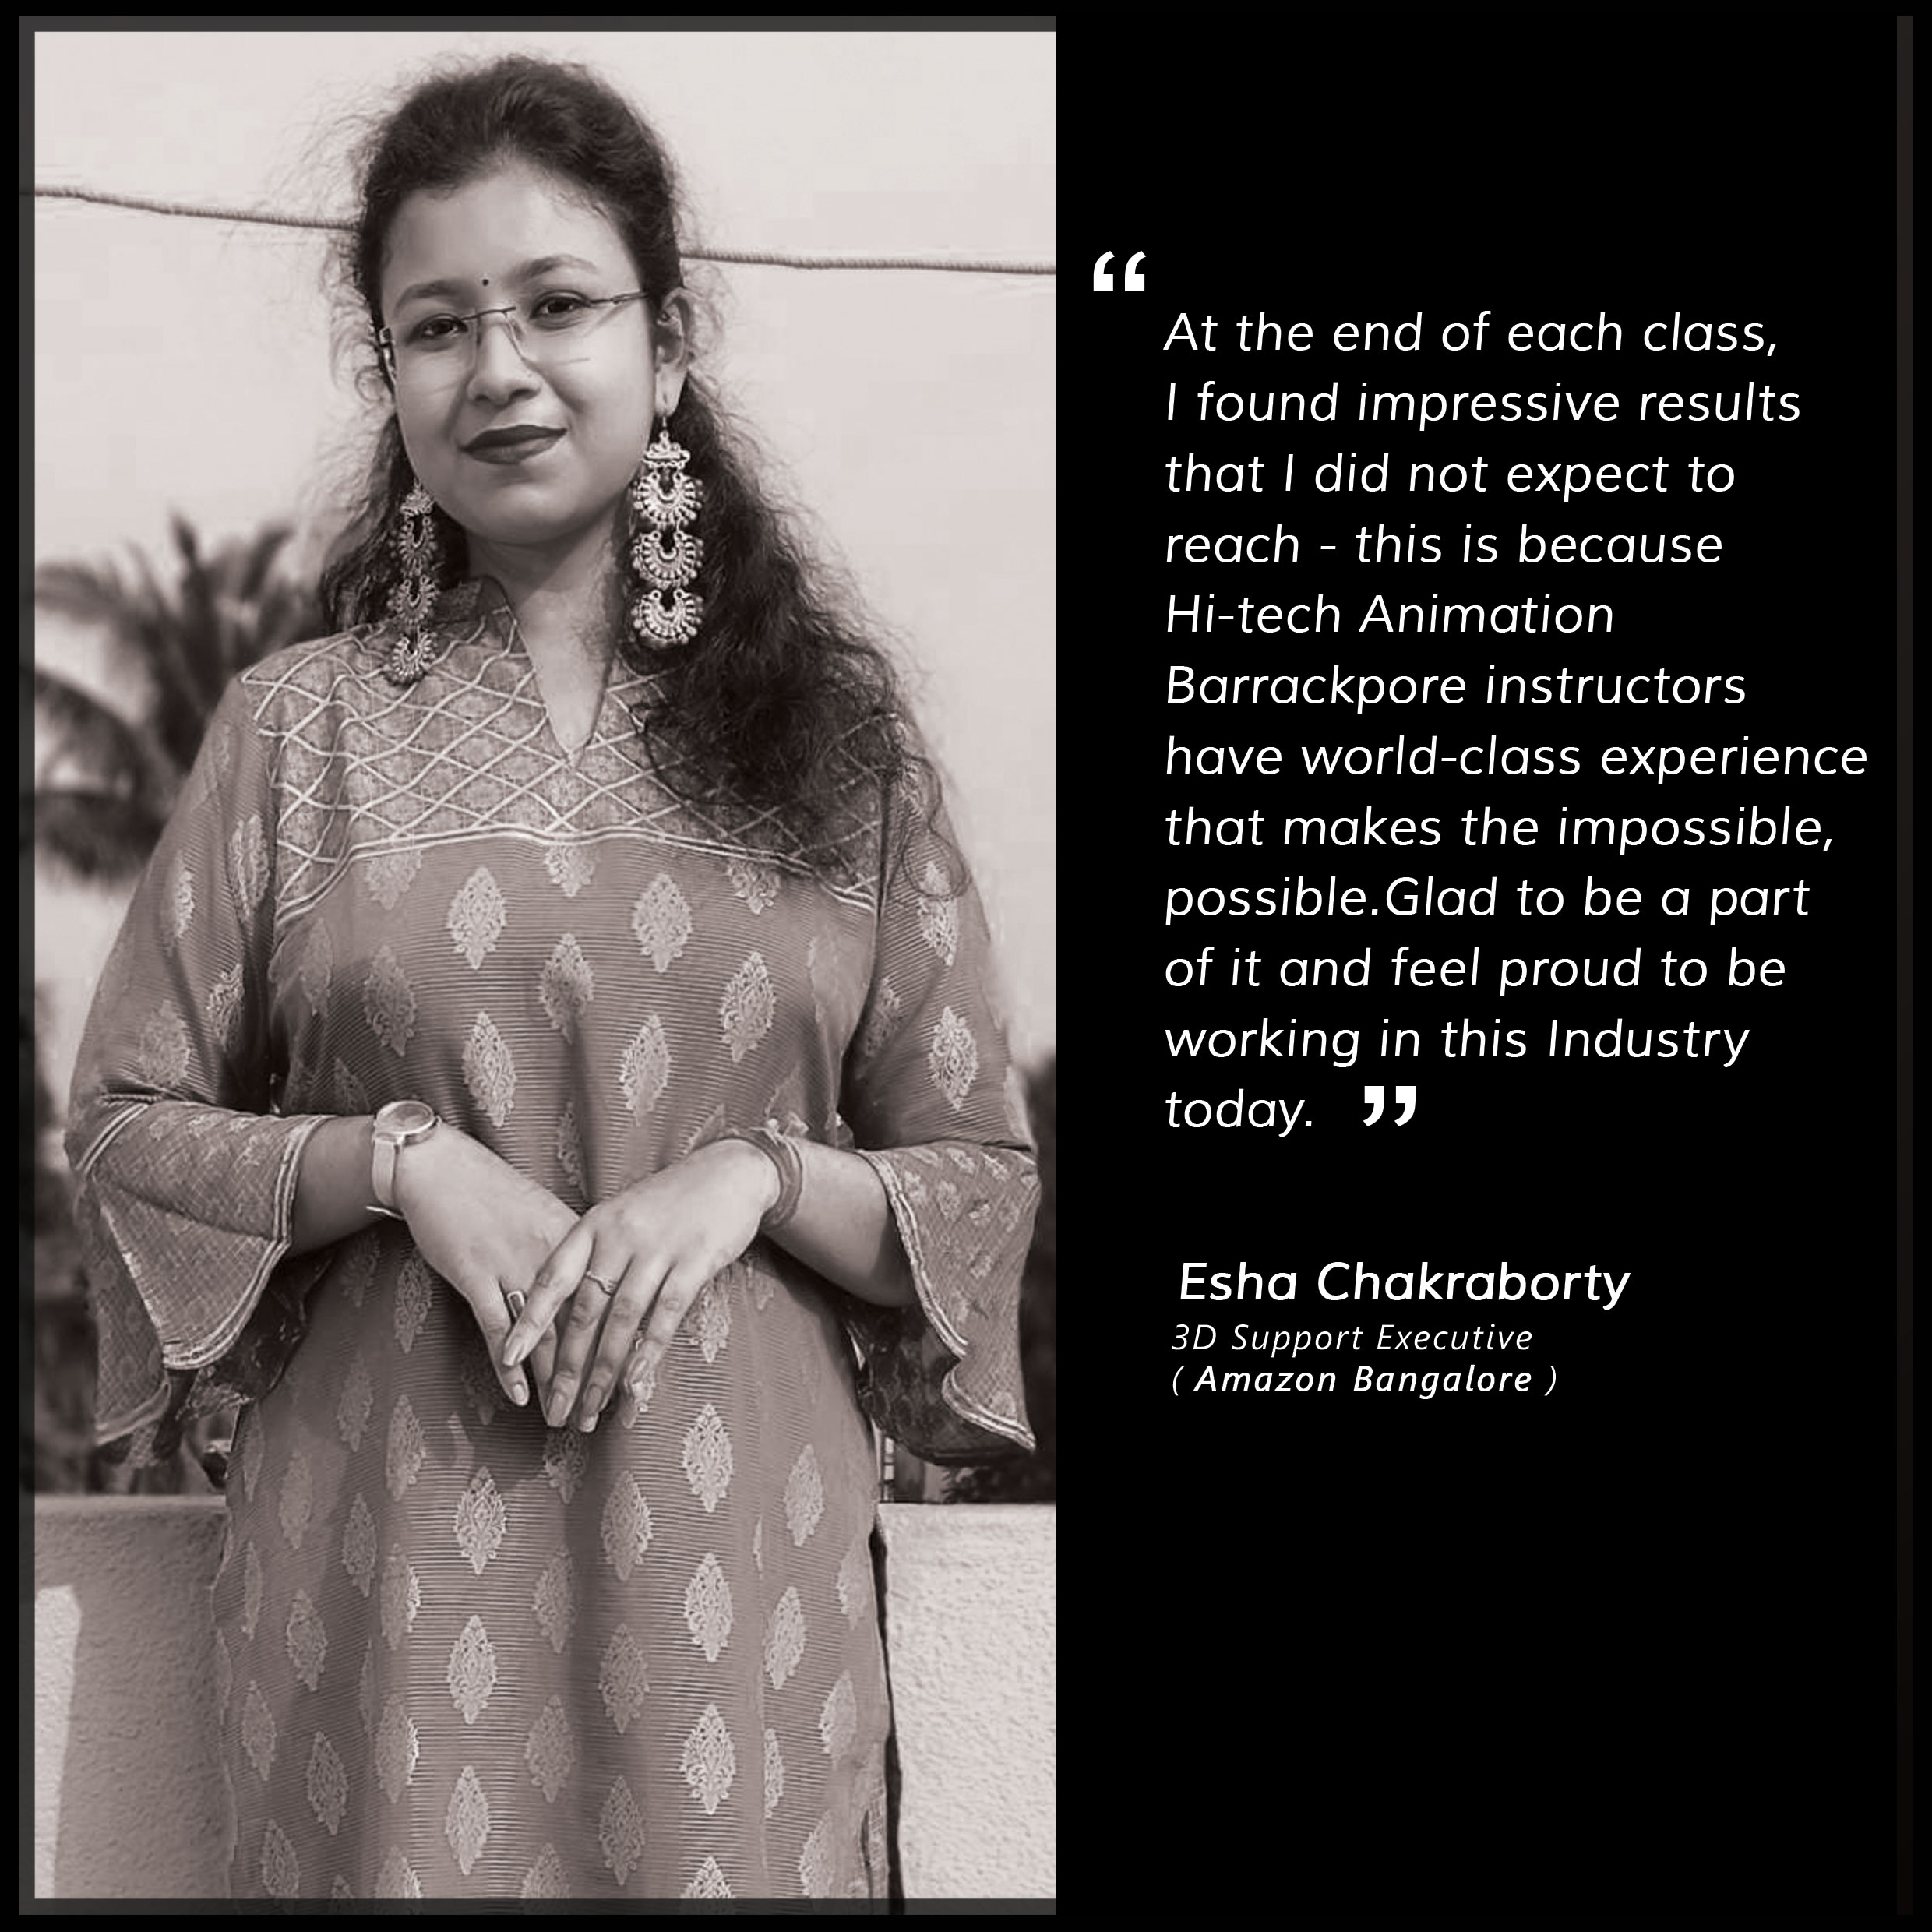 “
At the end of each class,
I found impressive results
that I did not expect to
reach - this is because
Hi-tech Animation
Barrackpore instructors
have world-class experience
that makes the impossible,
possible.Glad to be a part
of it and feel proud to be
working in this Industry
today. ”
Esha Chakraborty
3D Support Executive
( Amazon Bangalore )